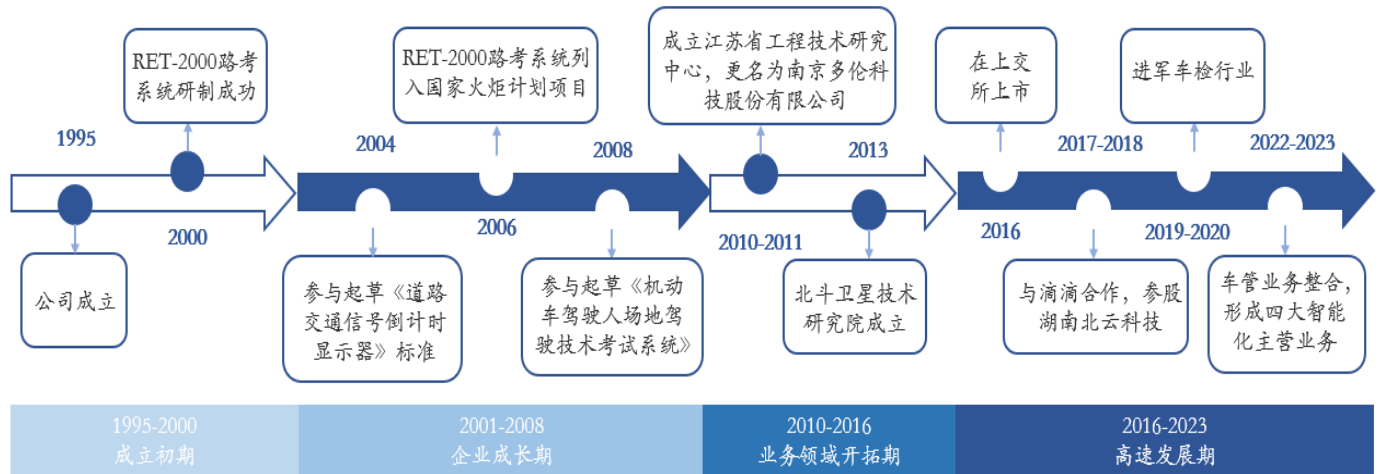 RET-2000路考
系统研制成功
RET-2000路考系统列
入国家火炬计划项目
成立江苏省工程技术研究
中心，更名为南京多伦科
技股份有限公司
在上交
所上市
进军车检行业
1995
2004
2008
2013
2017-2018
2022-2023
2000
2006
2010-2011
2016
2019-2020
公司成立
参与起草《道路
交通信号倒计时
显示器》标准
参与起草《机动
车驾驶人场地驾
驶技术考试系统》
北斗卫星技术
研究院成立
与滴滴合作，参股
湖南北云科技
车管业务整合，
形成四大智能
化主营业务
1995-2000
成立初期
2001-2008
企业成长期
2010-2016
业务领域开拓期
2016-2023
高速发展期